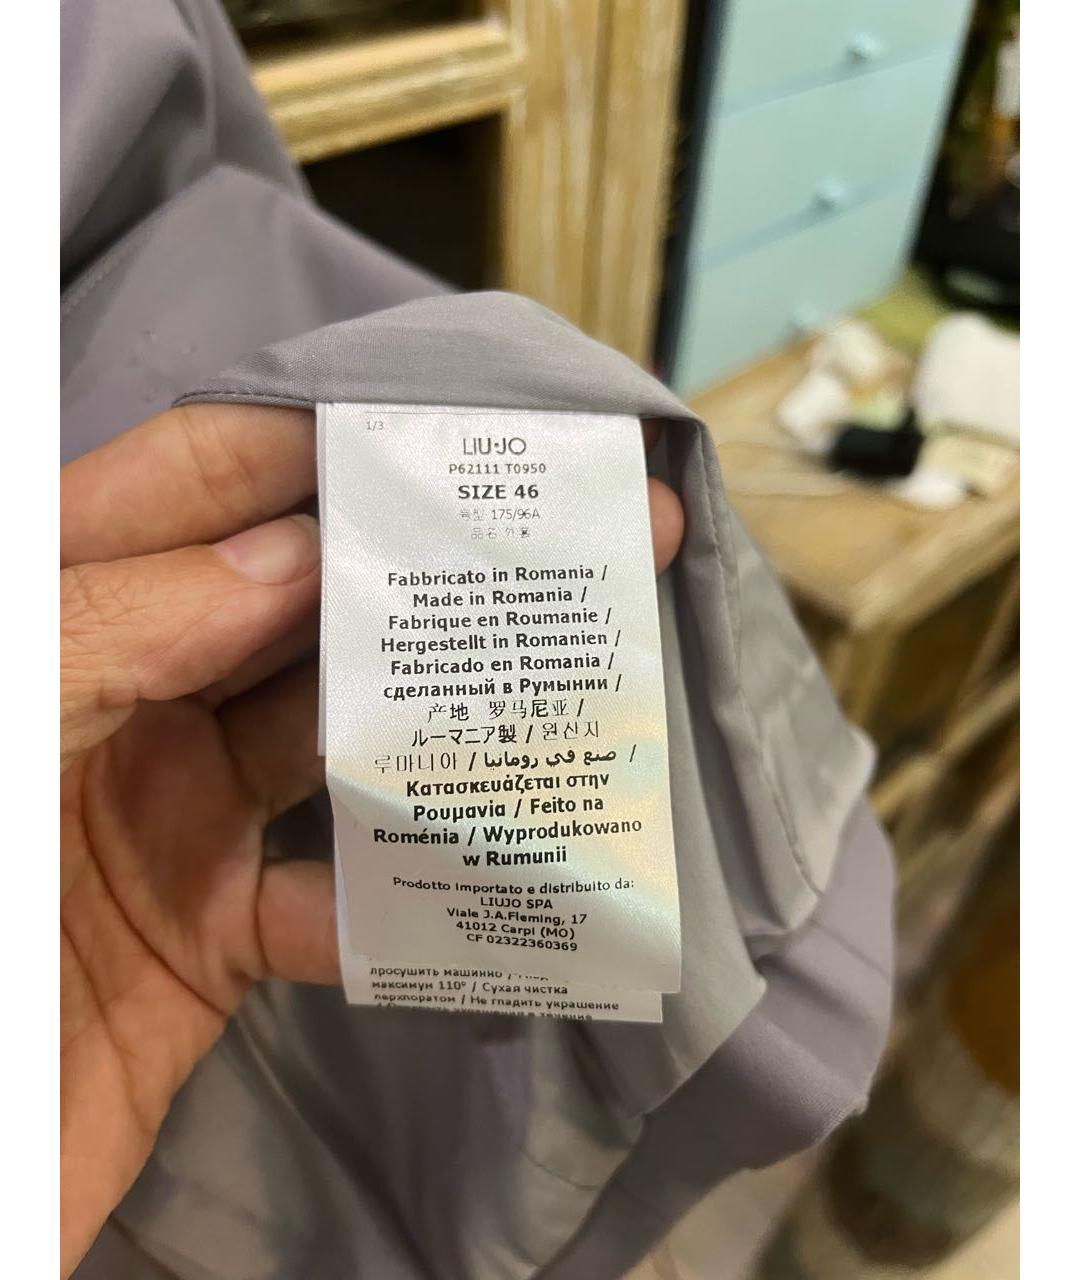 1/3
LIU·JO
P62111 T0950
SIZE 46
175/96A
品名
Fabbricato in Romania /
Made in Romania /
Fabrique en Roumanie /
Hergestellt in Romanien /
Fabricado en Romania /
сделанный в Румынии /
产地 罗马尼亚 /
ルーマニア製 / 원산지
루마니아 / صنع في رومانيا /
Κατασκευάζεται στην
Ρουμανία / Feito na
Roménia / Wyprodukowano
w Rumunii
Prodotto importato e distribuito da:
LIUJO SPA
Viale J.A.Fleming, 17
41012 Carpi (MO)
CF 02322360369
просушить машинно /
максимум 110° / Сухая чистка
перхлоратом / Не гладить украшение